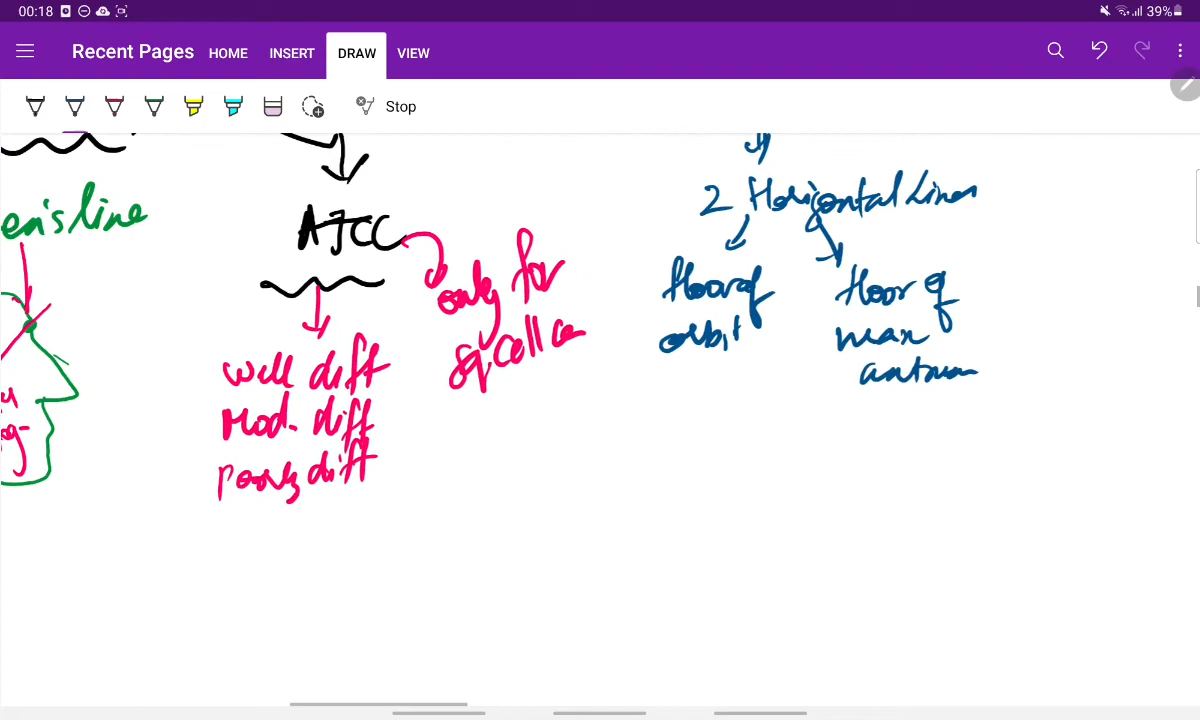 00:18 39%
Recent Pages HOME INSERT DRAW VIEW
Stop
en's line
AJCC
only for
sq. cell ca
well diff
Mod. diff
poorly diff
2 Horizontal Lines
floor of
orbit
floor of
max
antrum